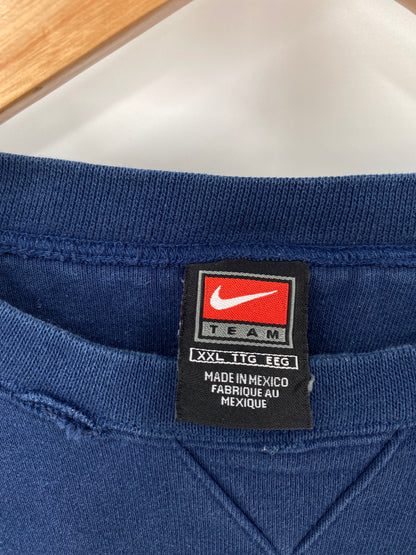 TEAM
XXL TTG EEG
MADE IN MEXICO
FABRIQUE AU
MEXIQUE